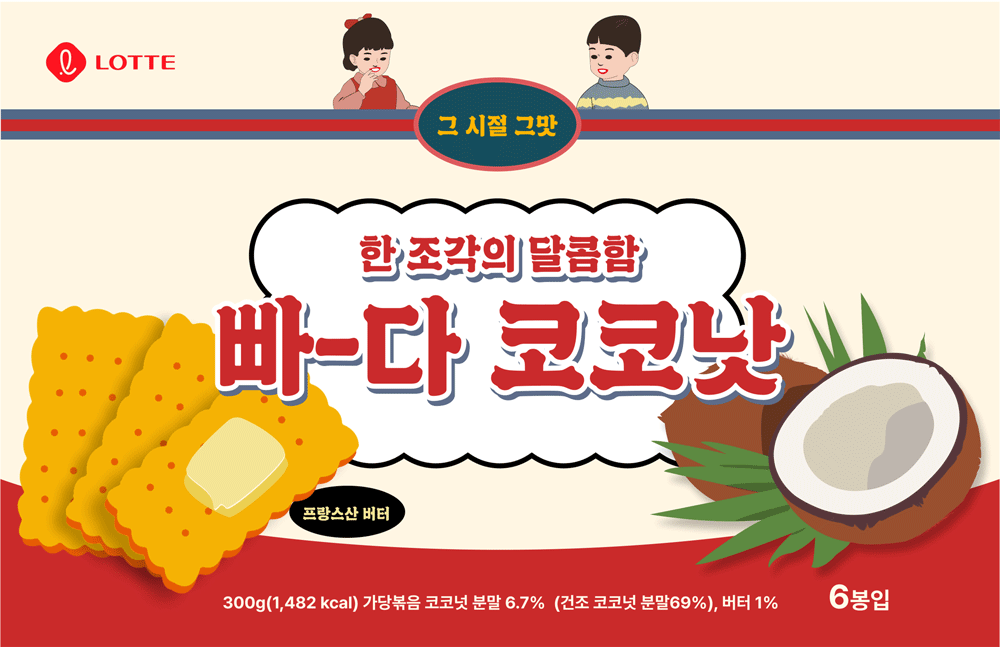 LOTTE
그 시절 그맛
한 조각의 달콤함
빠-다 코코낫
프랑스산 버터
300g(1,482 kcal) 가당볶음 코코넛 분말 6.7% (건조 코코넛 분말69%), 버터 1%
6봉입